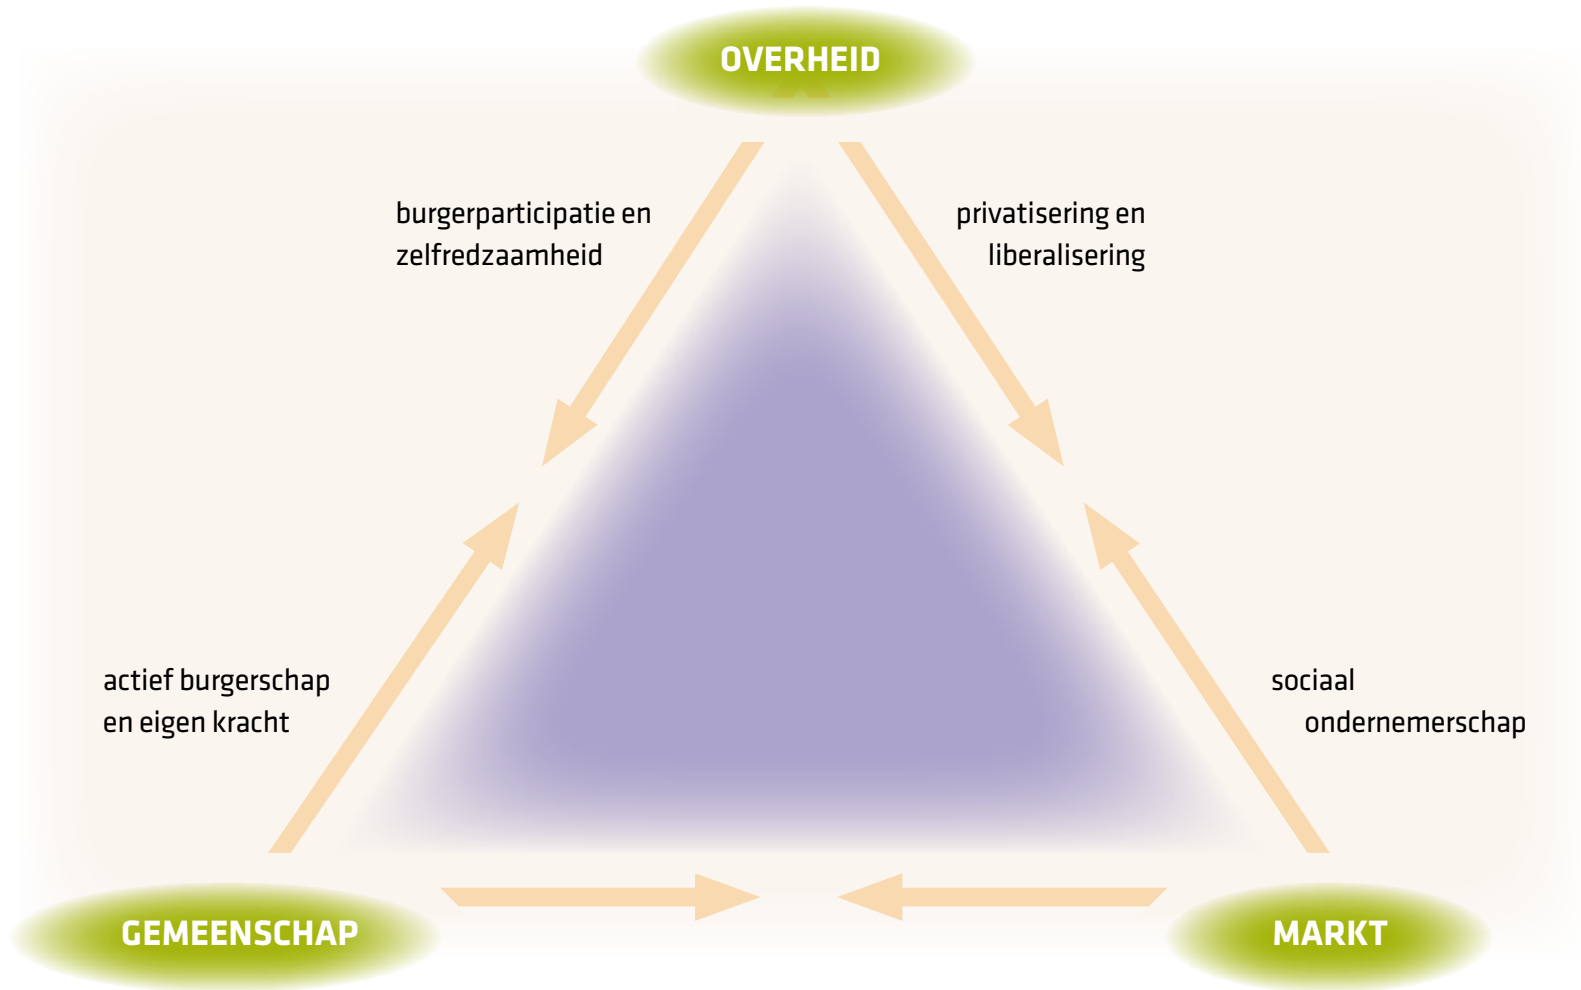 OVERHEID
burgerparticipatie en
zelfredzaamheid
privatisering en
liberalisering
actief burgerschap
en eigen kracht
sociaal
ondernemerschap
GEMEENSCHAP
MARKT